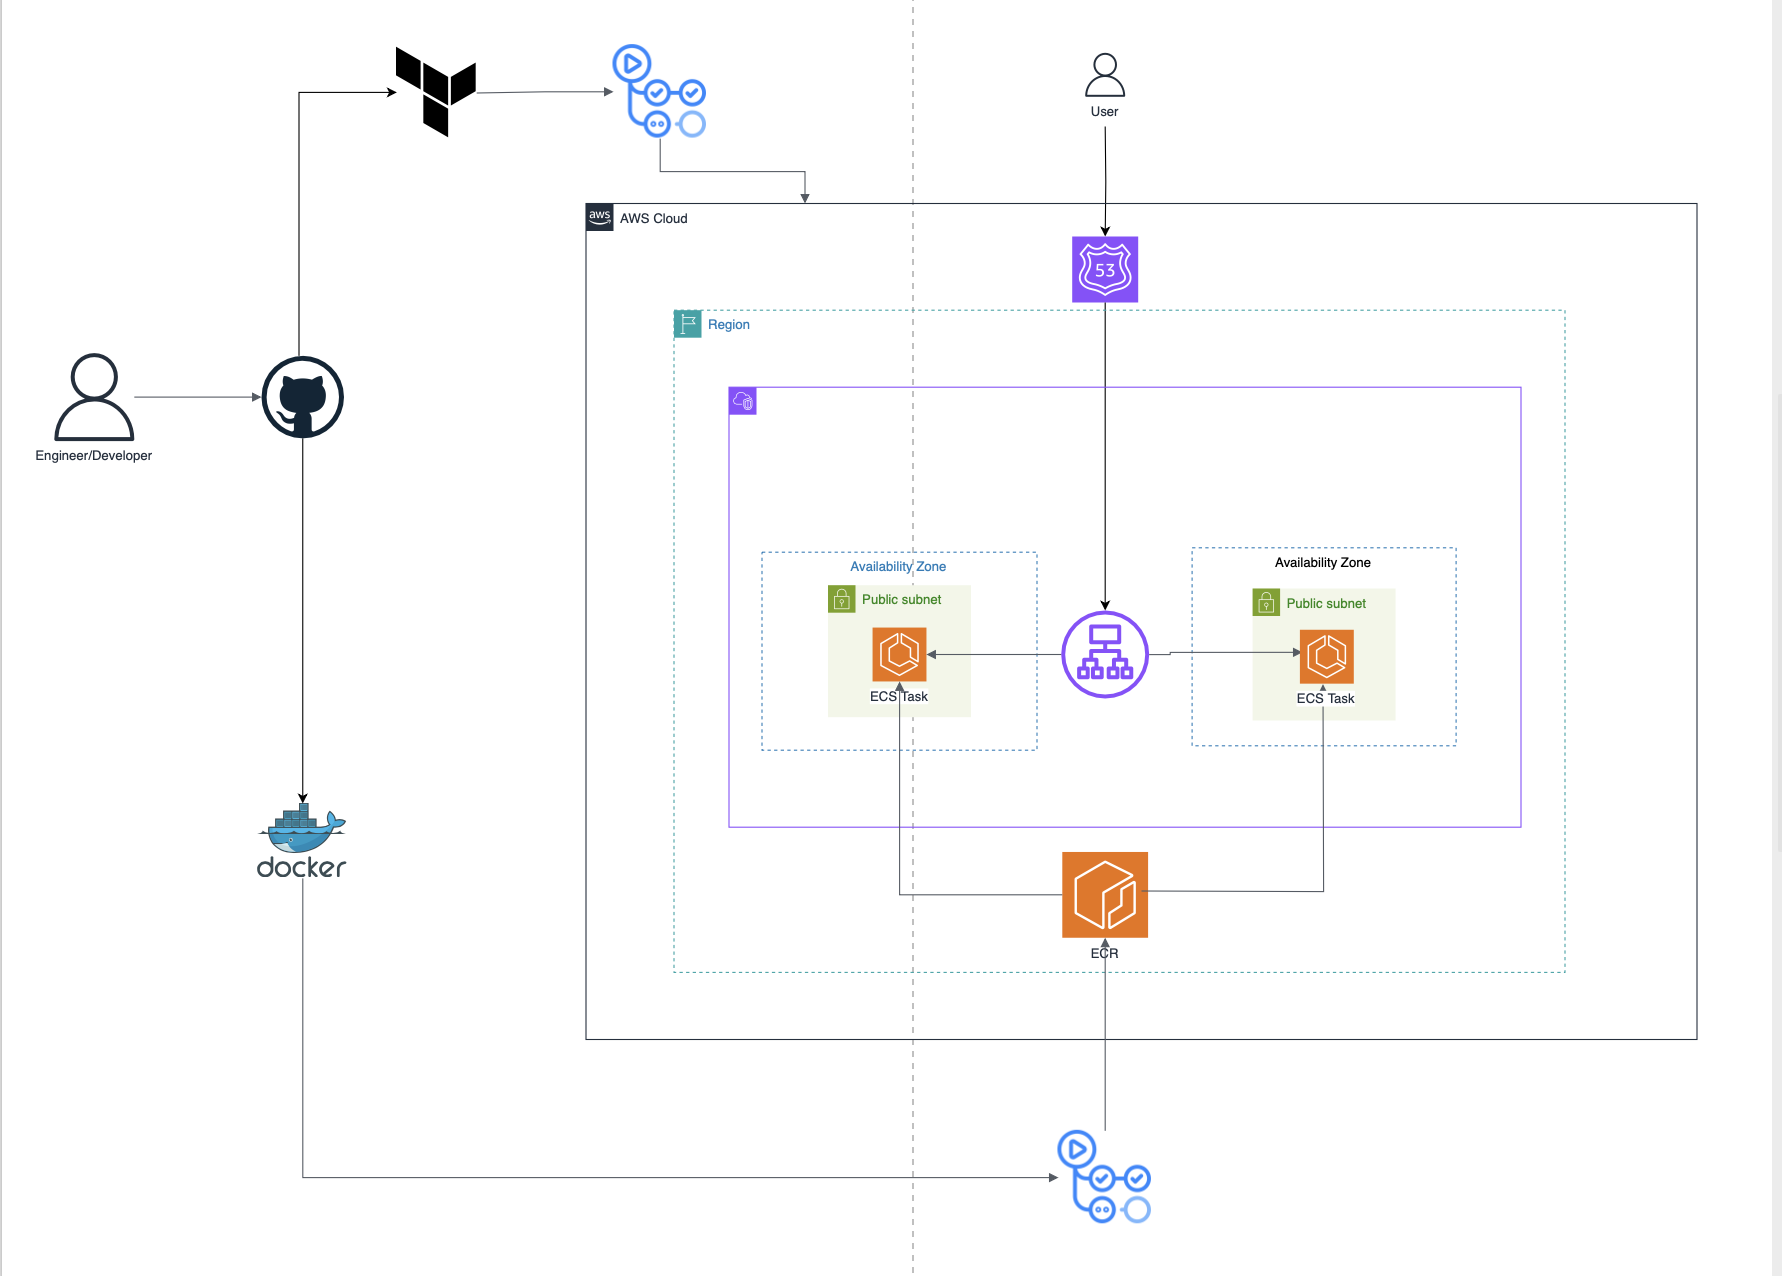 User
aws
AWS Cloud
53
Region
Engineer/Developer
Availability Zone
Public subnet
ECS Task
Availability Zone
Public subnet
ECS Task
docker
ECR